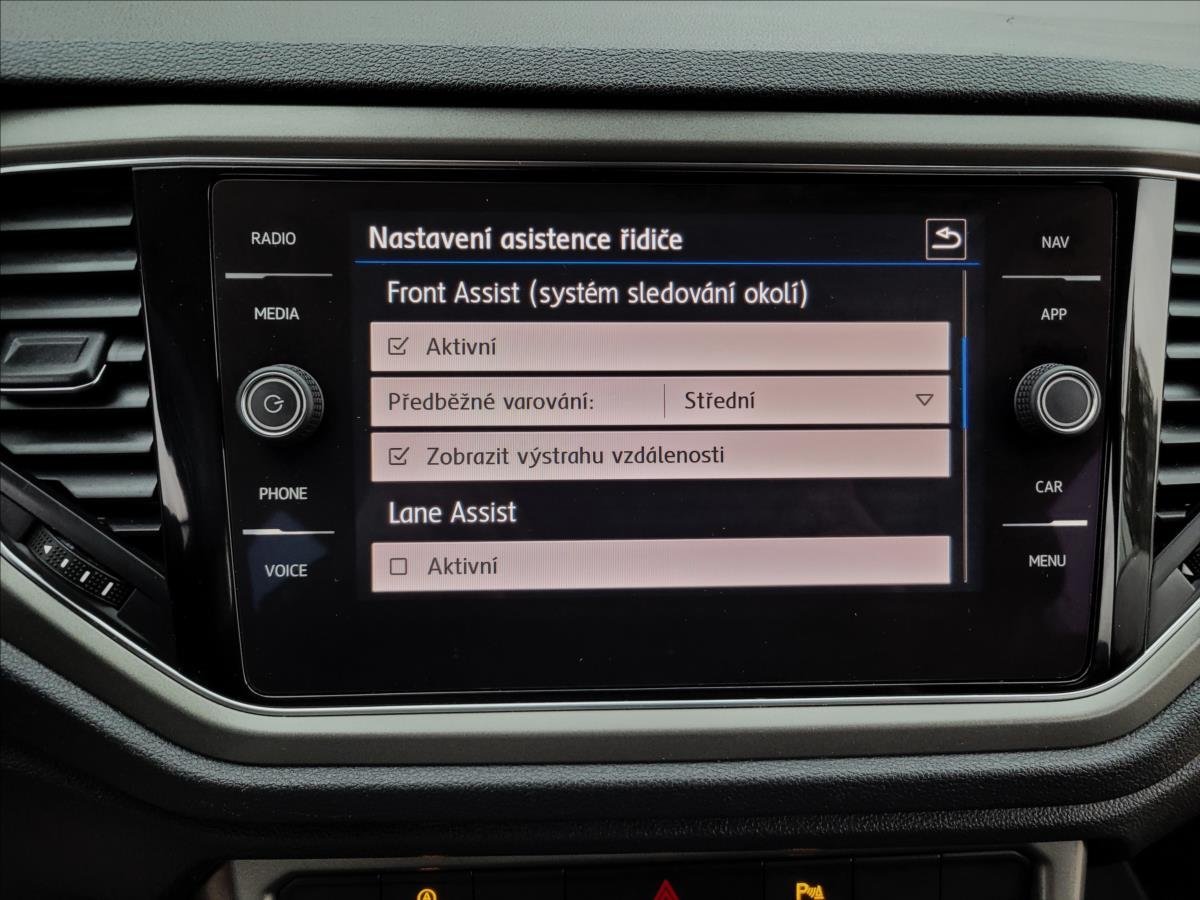 RADIO
MEDIA
PHONE
VOICE
Nastavení asistence řidiče
Front Assist (systém sledování okolí)
Aktivní
Předběžné varování: Střední
Zobrazit výstrahu vzdálenosti
Lane Assist
Aktivní
NAV
APP
CAR
MENU
A
P